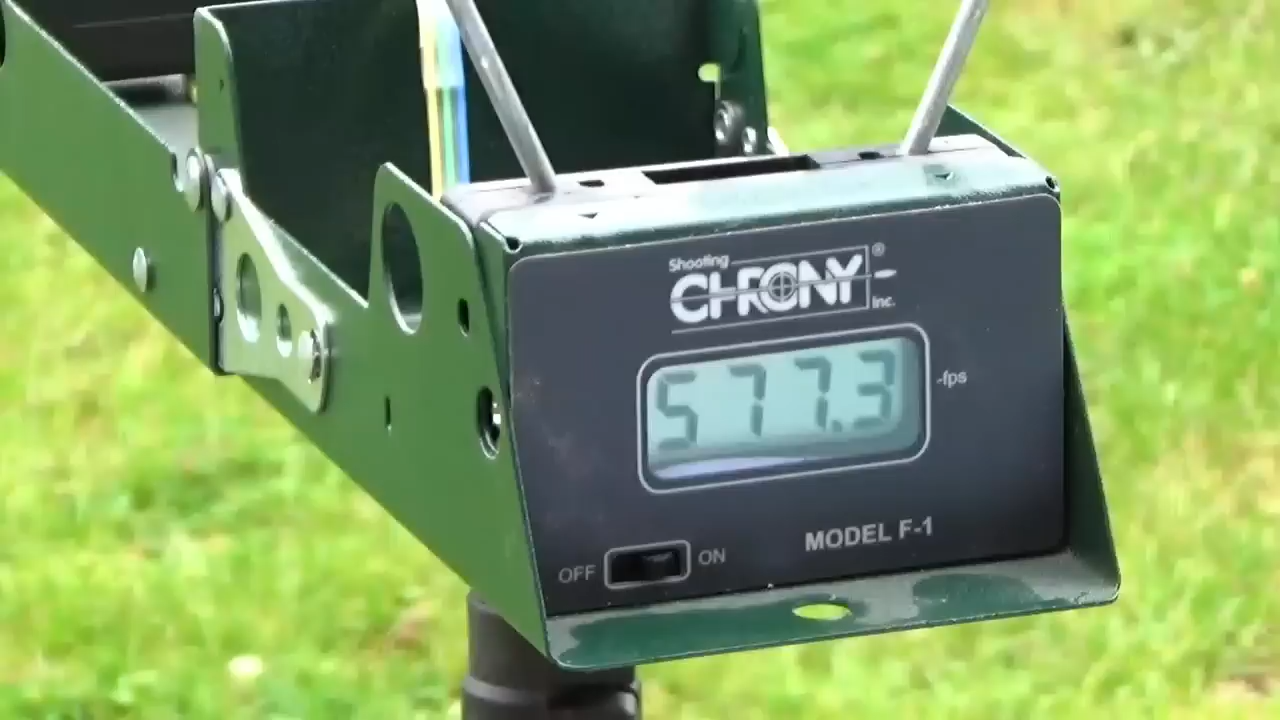 Shooting
CHRONY ®
Inc.
577.3
-fps
MODEL F-1
OFF ON